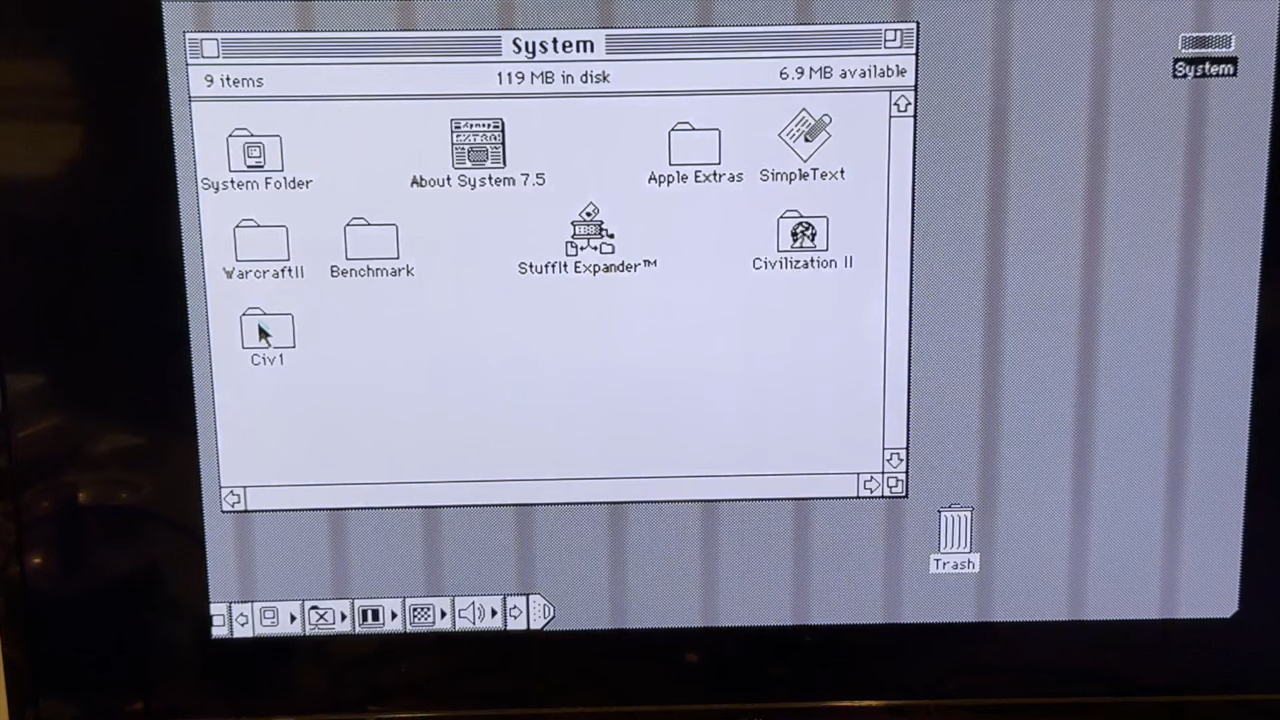 System
9 items
119 MB in disk
6.9 MB available
System
System Folder
About System 7.5
Apple Extras
SimpleText
WarcraftII
Benchmark
StuffIt Expander™
Civilization II
Civ1
Trash